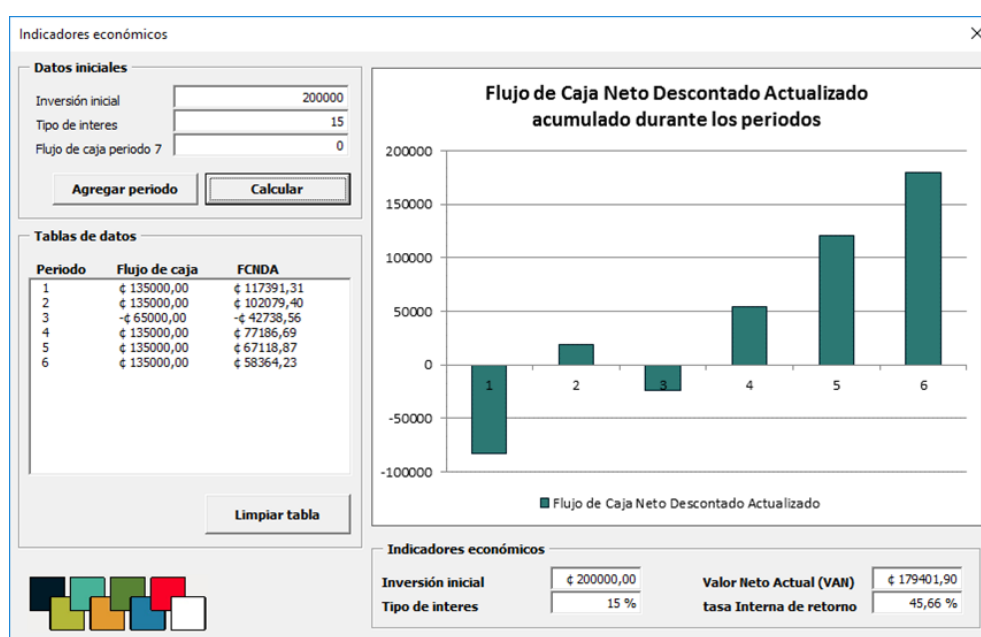 Indicadores económicos
Datos iniciales
Inversión inicial 200000
Tipo de interes 15
Flujo de caja periodo 7 0
Agregar periodo Calcular
Tablas de datos
Periodo Flujo de caja FCNDA
1 ¢ 135000,00 ¢ 117391,31
2 ¢ 135000,00 ¢ 102079,40
3 -¢ 65000,00 -¢ 42738,56
4 ¢ 135000,00 ¢ 77186,69
5 ¢ 135000,00 ¢ 67118,87
6 ¢ 135000,00 ¢ 58364,23
Limpiar tabla
Flujo de Caja Neto Descontado Actualizado
acumulado durante los periodos
200000
150000
100000
50000
0
-50000
-100000
1 2 3 4 5 6
Flujo de Caja Neto Descontado Actualizado
Indicadores económicos
Inversión inicial ¢ 200000,00 Valor Neto Actual (VAN) ¢ 179401,90
Tipo de interes 15 % tasa Interna de retorno 45,66 %